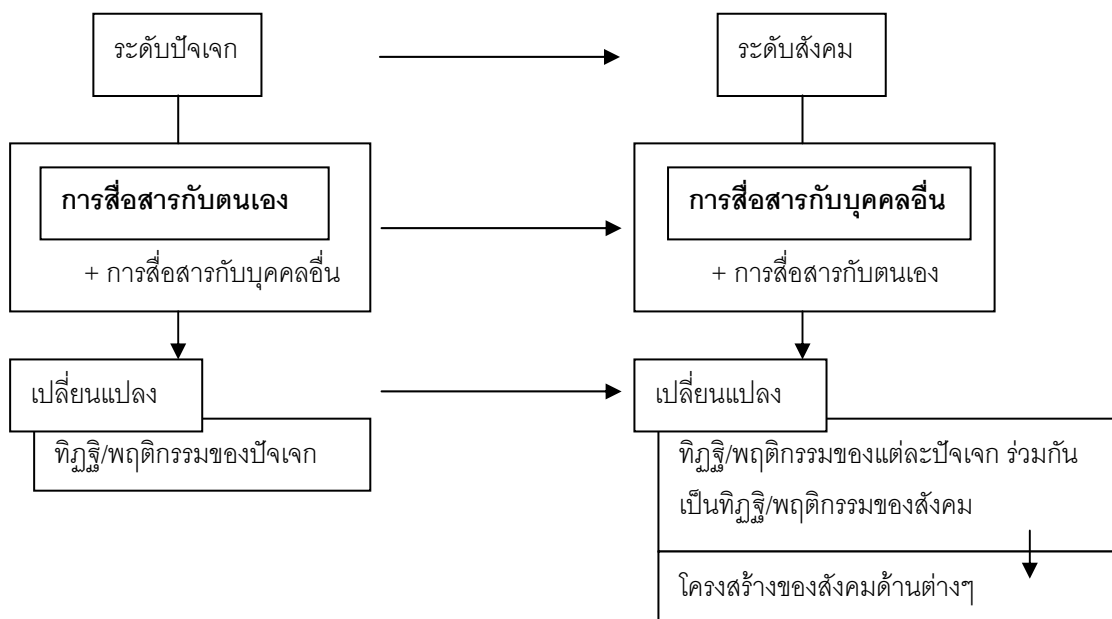 ระดับปัจเจก
ระดับสังคม
การสื่อสารกับตนเอง
+ การสื่อสารกับบุคคลอื่น
การสื่อสารกับบุคคลอื่น
+ การสื่อสารกับตนเอง
เปลี่ยนแปลง
ทิฏฐิ/พฤติกรรมของปัจเจก
เปลี่ยนแปลง
ทิฏฐิ/พฤติกรรมของแต่ละปัจเจก ร่วมกัน
เป็นทิฏฐิ/พฤติกรรมของสังคม
โครงสร้างของสังคมด้านต่างๆ